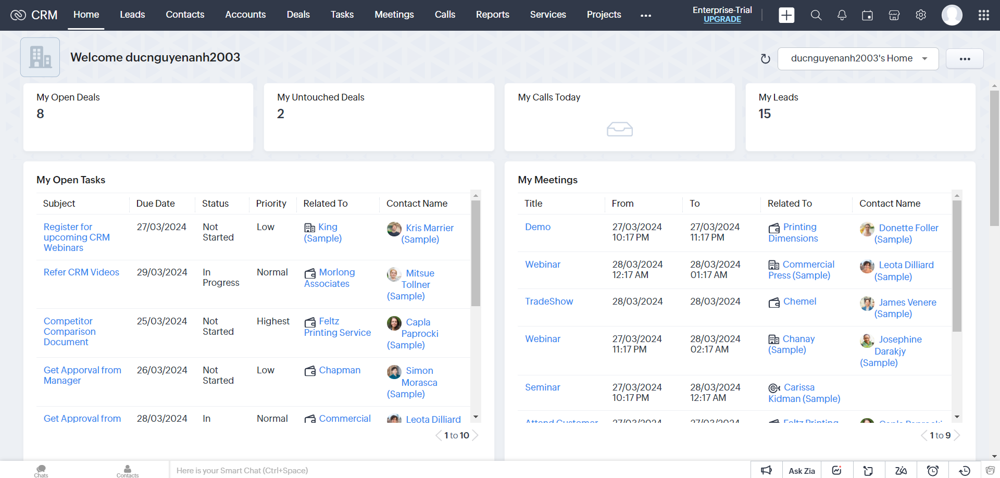 CRM Home Leads Contacts Accounts Deals Tasks Meetings Calls Reports Services Projects ••• Enterprise-Trial
UPGRADE
Welcome ducnguyenanh2003
ducnguyenanh2003's Home
My Open Deals
8
My Untouched Deals
2
My Calls Today
My Leads
15
My Open Tasks
Subject Due Date Status Priority Related To Contact Name
Register for 27/03/2024 Not Low King Kris Marrier
upcoming CRM Started (Sample) (Sample)
Webinars
Refer CRM Videos 29/03/2024 In Normal Morlong Mitsue
Progress Associates Tollner
(Sample)
Competitor 25/03/2024 Not Highest Feltz Capla
Comparison Started Printing Service Paprocki
Document (Sample)
Get Apporval from 26/03/2024 Not Low Chapman Simon
Manager Started Morasca
(Sample)
Get Approval from 28/03/2024 In Normal Commercial Leota Dilliard
1 to 10
My Meetings
Title From To Related To Contact Name
Demo 27/03/2024 27/03/2024 Printing Donette Foller
10:17 PM 11:17 PM Dimensions (Sample)
Webinar 28/03/2024 28/03/2024 Commercial Leota Dilliard
12:17 AM 01:17 AM Press (Sample) (Sample)
TradeShow 28/03/2024 28/03/2024 Chemel James Venere
(Sample)
Webinar 27/03/2024 28/03/2024 Chanay Josephine
11:17 PM 02:17 AM (Sample) Darakjy
(Sample)
Seminar 27/03/2024 28/03/2024 Carissa
10:17 PM 12:17 AM Kidman (Sample)
Attend Customer 27/03/2024 27/03/2024 Feltz Printing Capla Paprocki
1 to 9
Chats Contacts Here is your Smart Chat (Ctrl+Space) Ask Zia